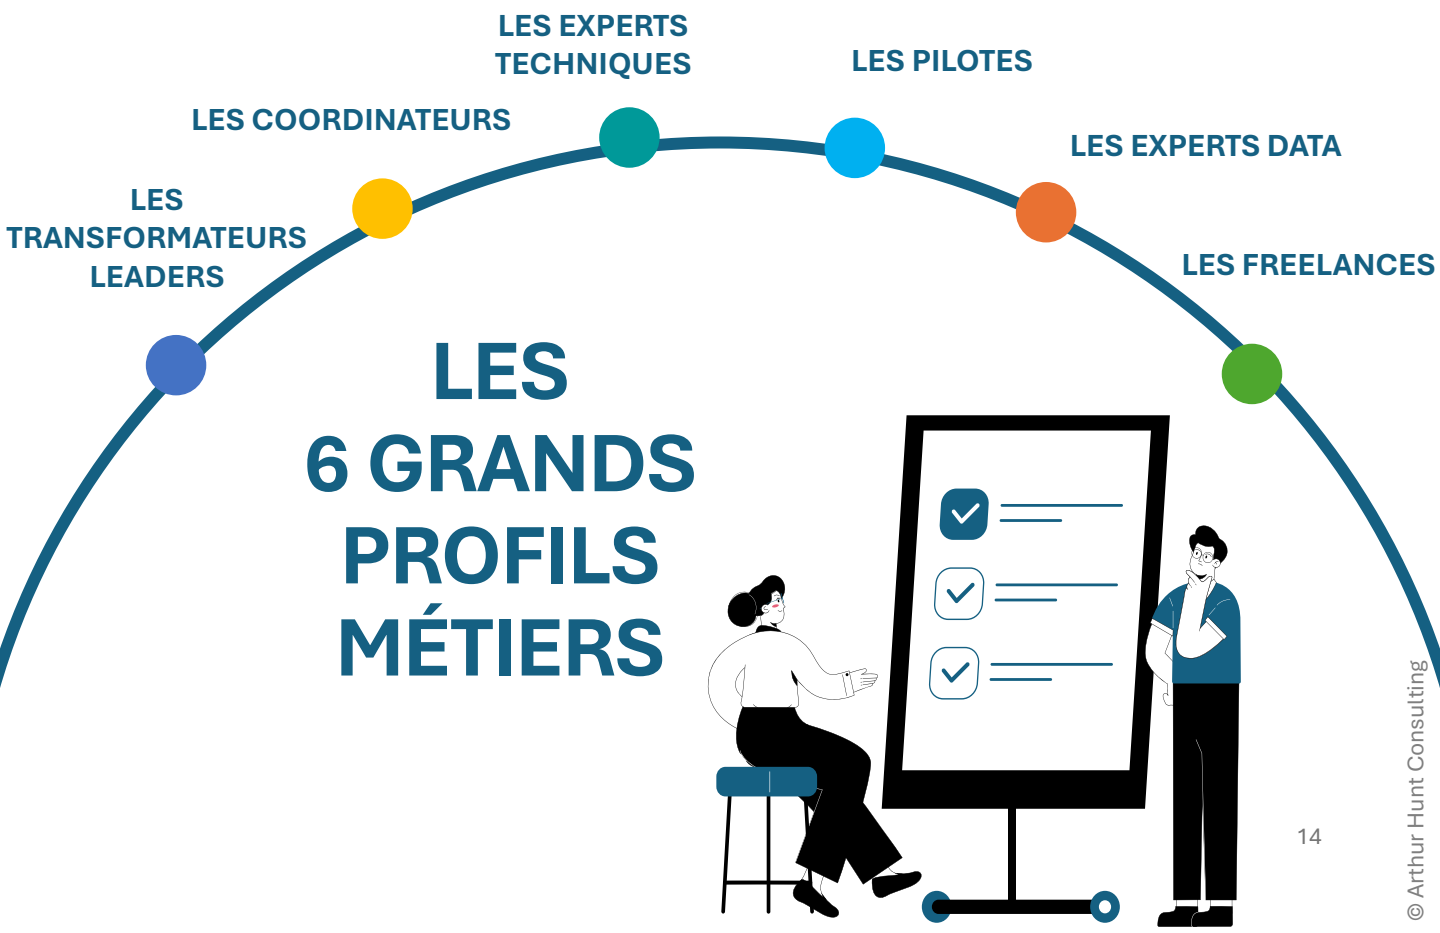 LES EXPERTS
TECHNIQUES
LES PILOTES
LES COORDINATEURS
LES EXPERTS DATA
LES
TRANSFORMATEURS
LEADERS
LES FREELANCES
LES
6 GRANDS
PROFILS
MÉTIERS
14
© Arthur Hunt Consulting